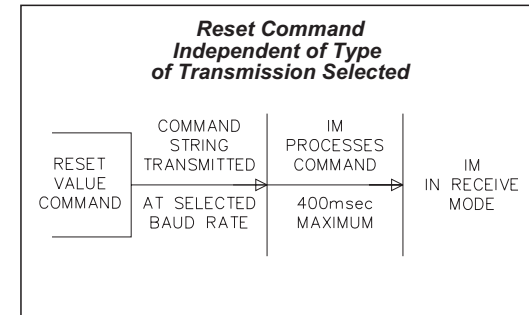 Reset Command
Independent of Type
of Transmission Selected
RESET
VALUE
COMMAND
COMMAND
STRING
TRANSMITTED
AT SELECTED
BAUD RATE
IM
PROCESSES
COMMAND
400msec
MAXIMUM
IM
IN RECEIVE
MODE